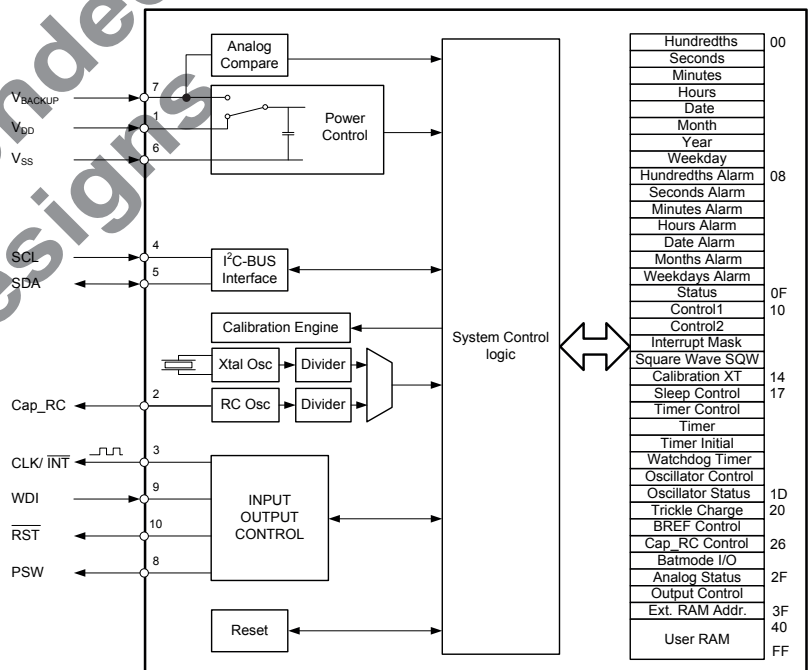 Analog
Compare
7
V_BACKUP
1
V_DD
6
V_SS
Power
Control
4
SCL
5
SDA
I²C-BUS
Interface
Calibration Engine
Xtal Osc
Divider
2
Cap_RC
RC Osc
Divider
3
CLK/ INT
9
WDI
10
RST
8
PSW
INPUT
OUTPUT
CONTROL
Reset
System Control
logic
Hundredths 00
Seconds
Minutes
Hours
Date
Month
Year
Weekday
Hundredths Alarm 08
Seconds Alarm
Minutes Alarm
Hours Alarm
Date Alarm
Months Alarm
Weekdays Alarm
Status 0F
Control1 10
Control2
Interrupt Mask
Square Wave SQW
Calibration XT 14
Sleep Control 17
Timer Control
Timer
Timer Initial
Watchdog Timer
Oscillator Control
Oscillator Status 1D
Trickle Charge 20
BREF Control
Cap_RC Control 26
Batmode I/O
Analog Status 2F
Output Control
Ext. RAM Addr. 3F
40
User RAM
FF
esigns